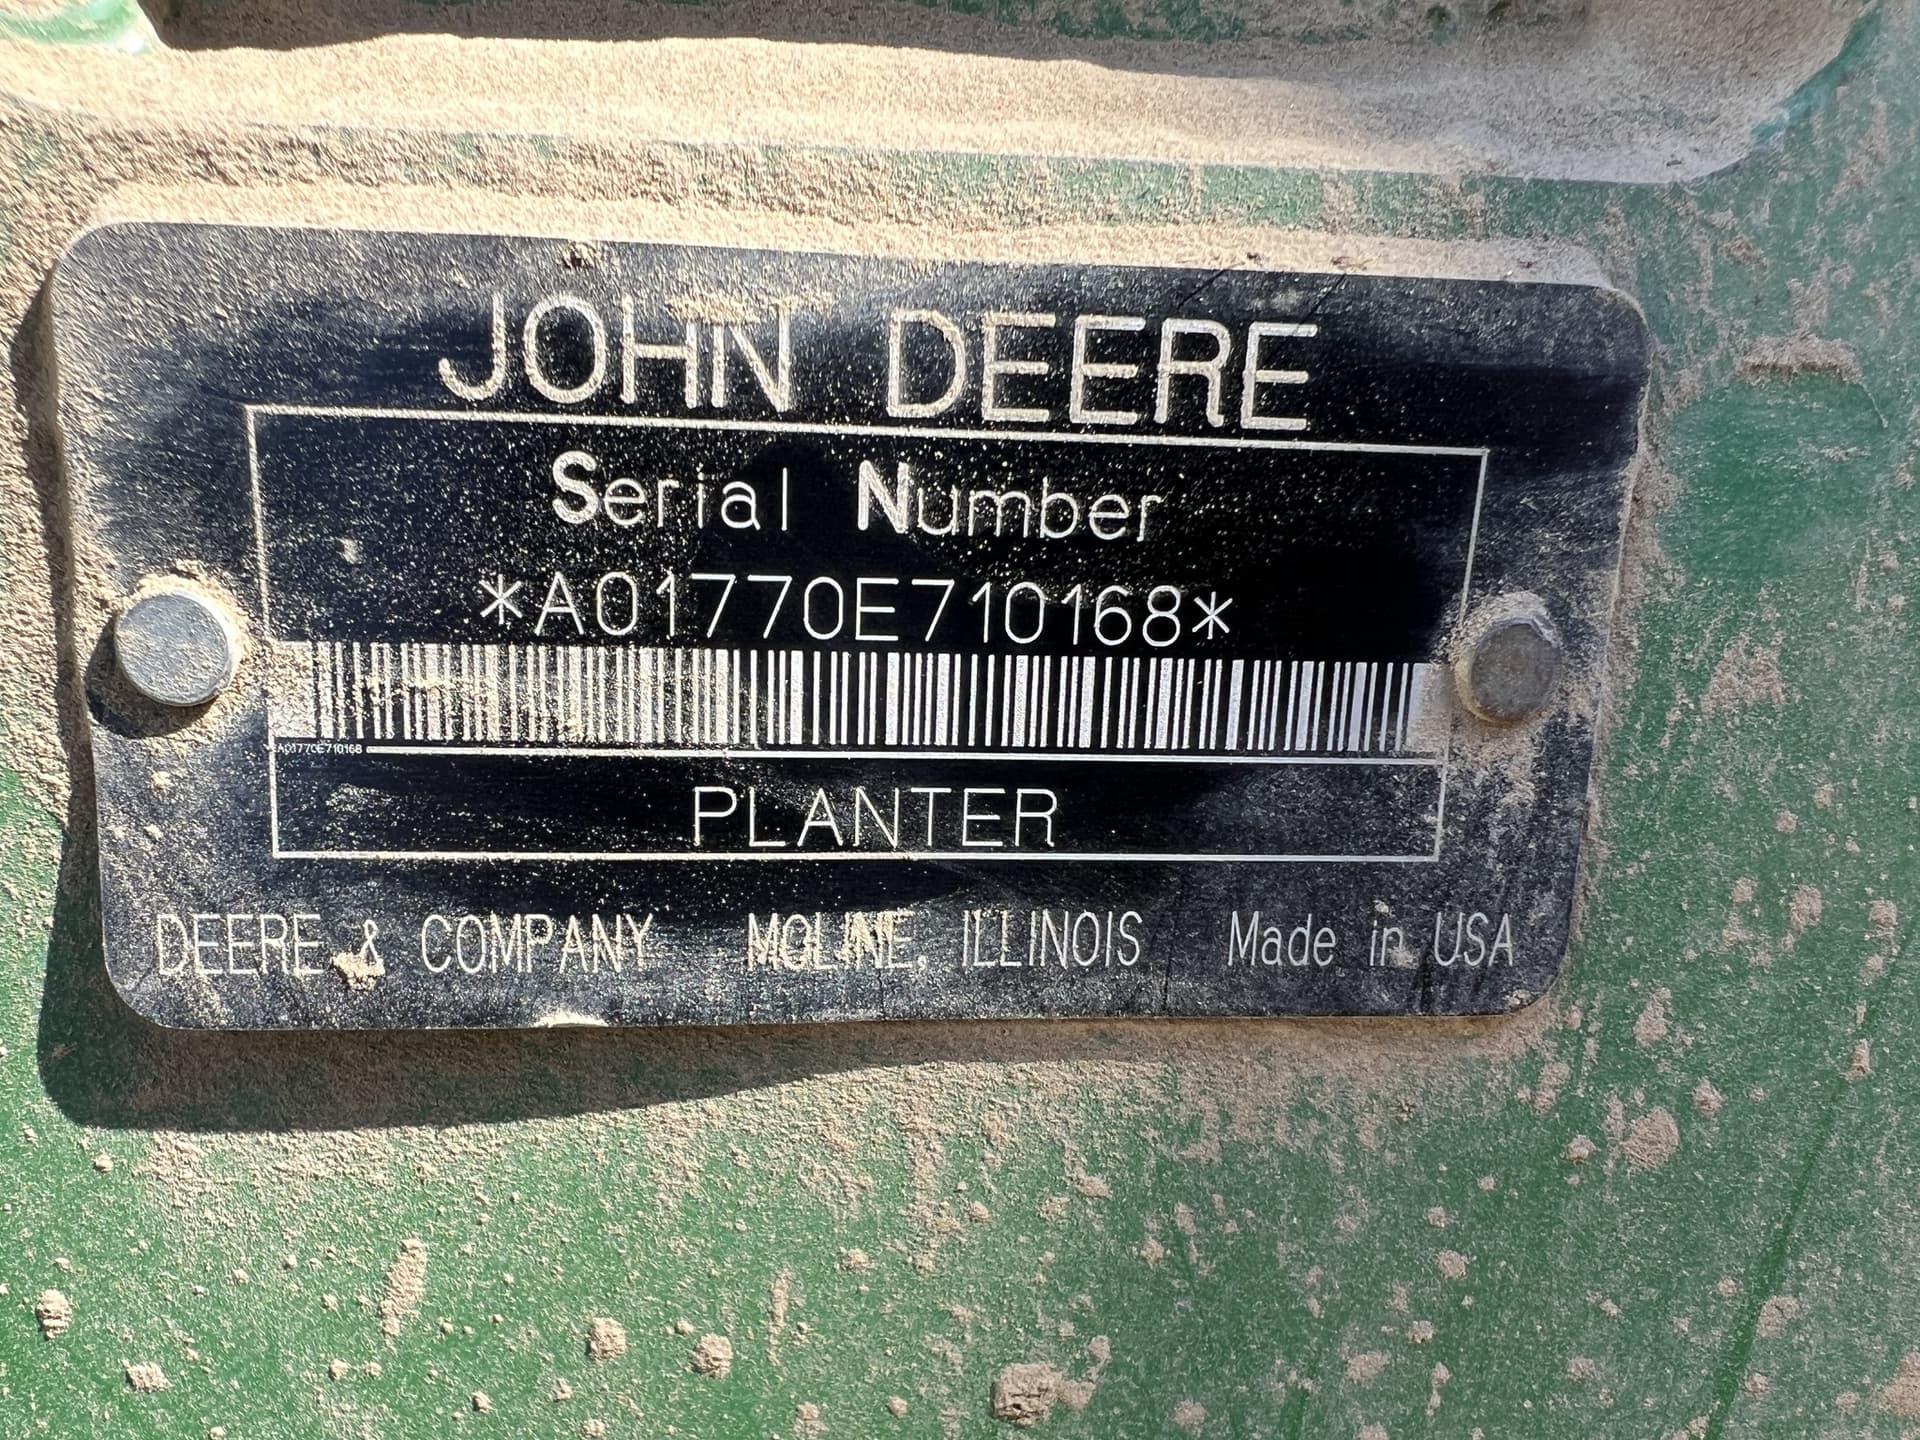 JOHN DEERE
Serial Number
*A01770E710168*
A01770E710168
PLANTER
DEERE & COMPANY MOLINE, ILLINOIS Made in USA